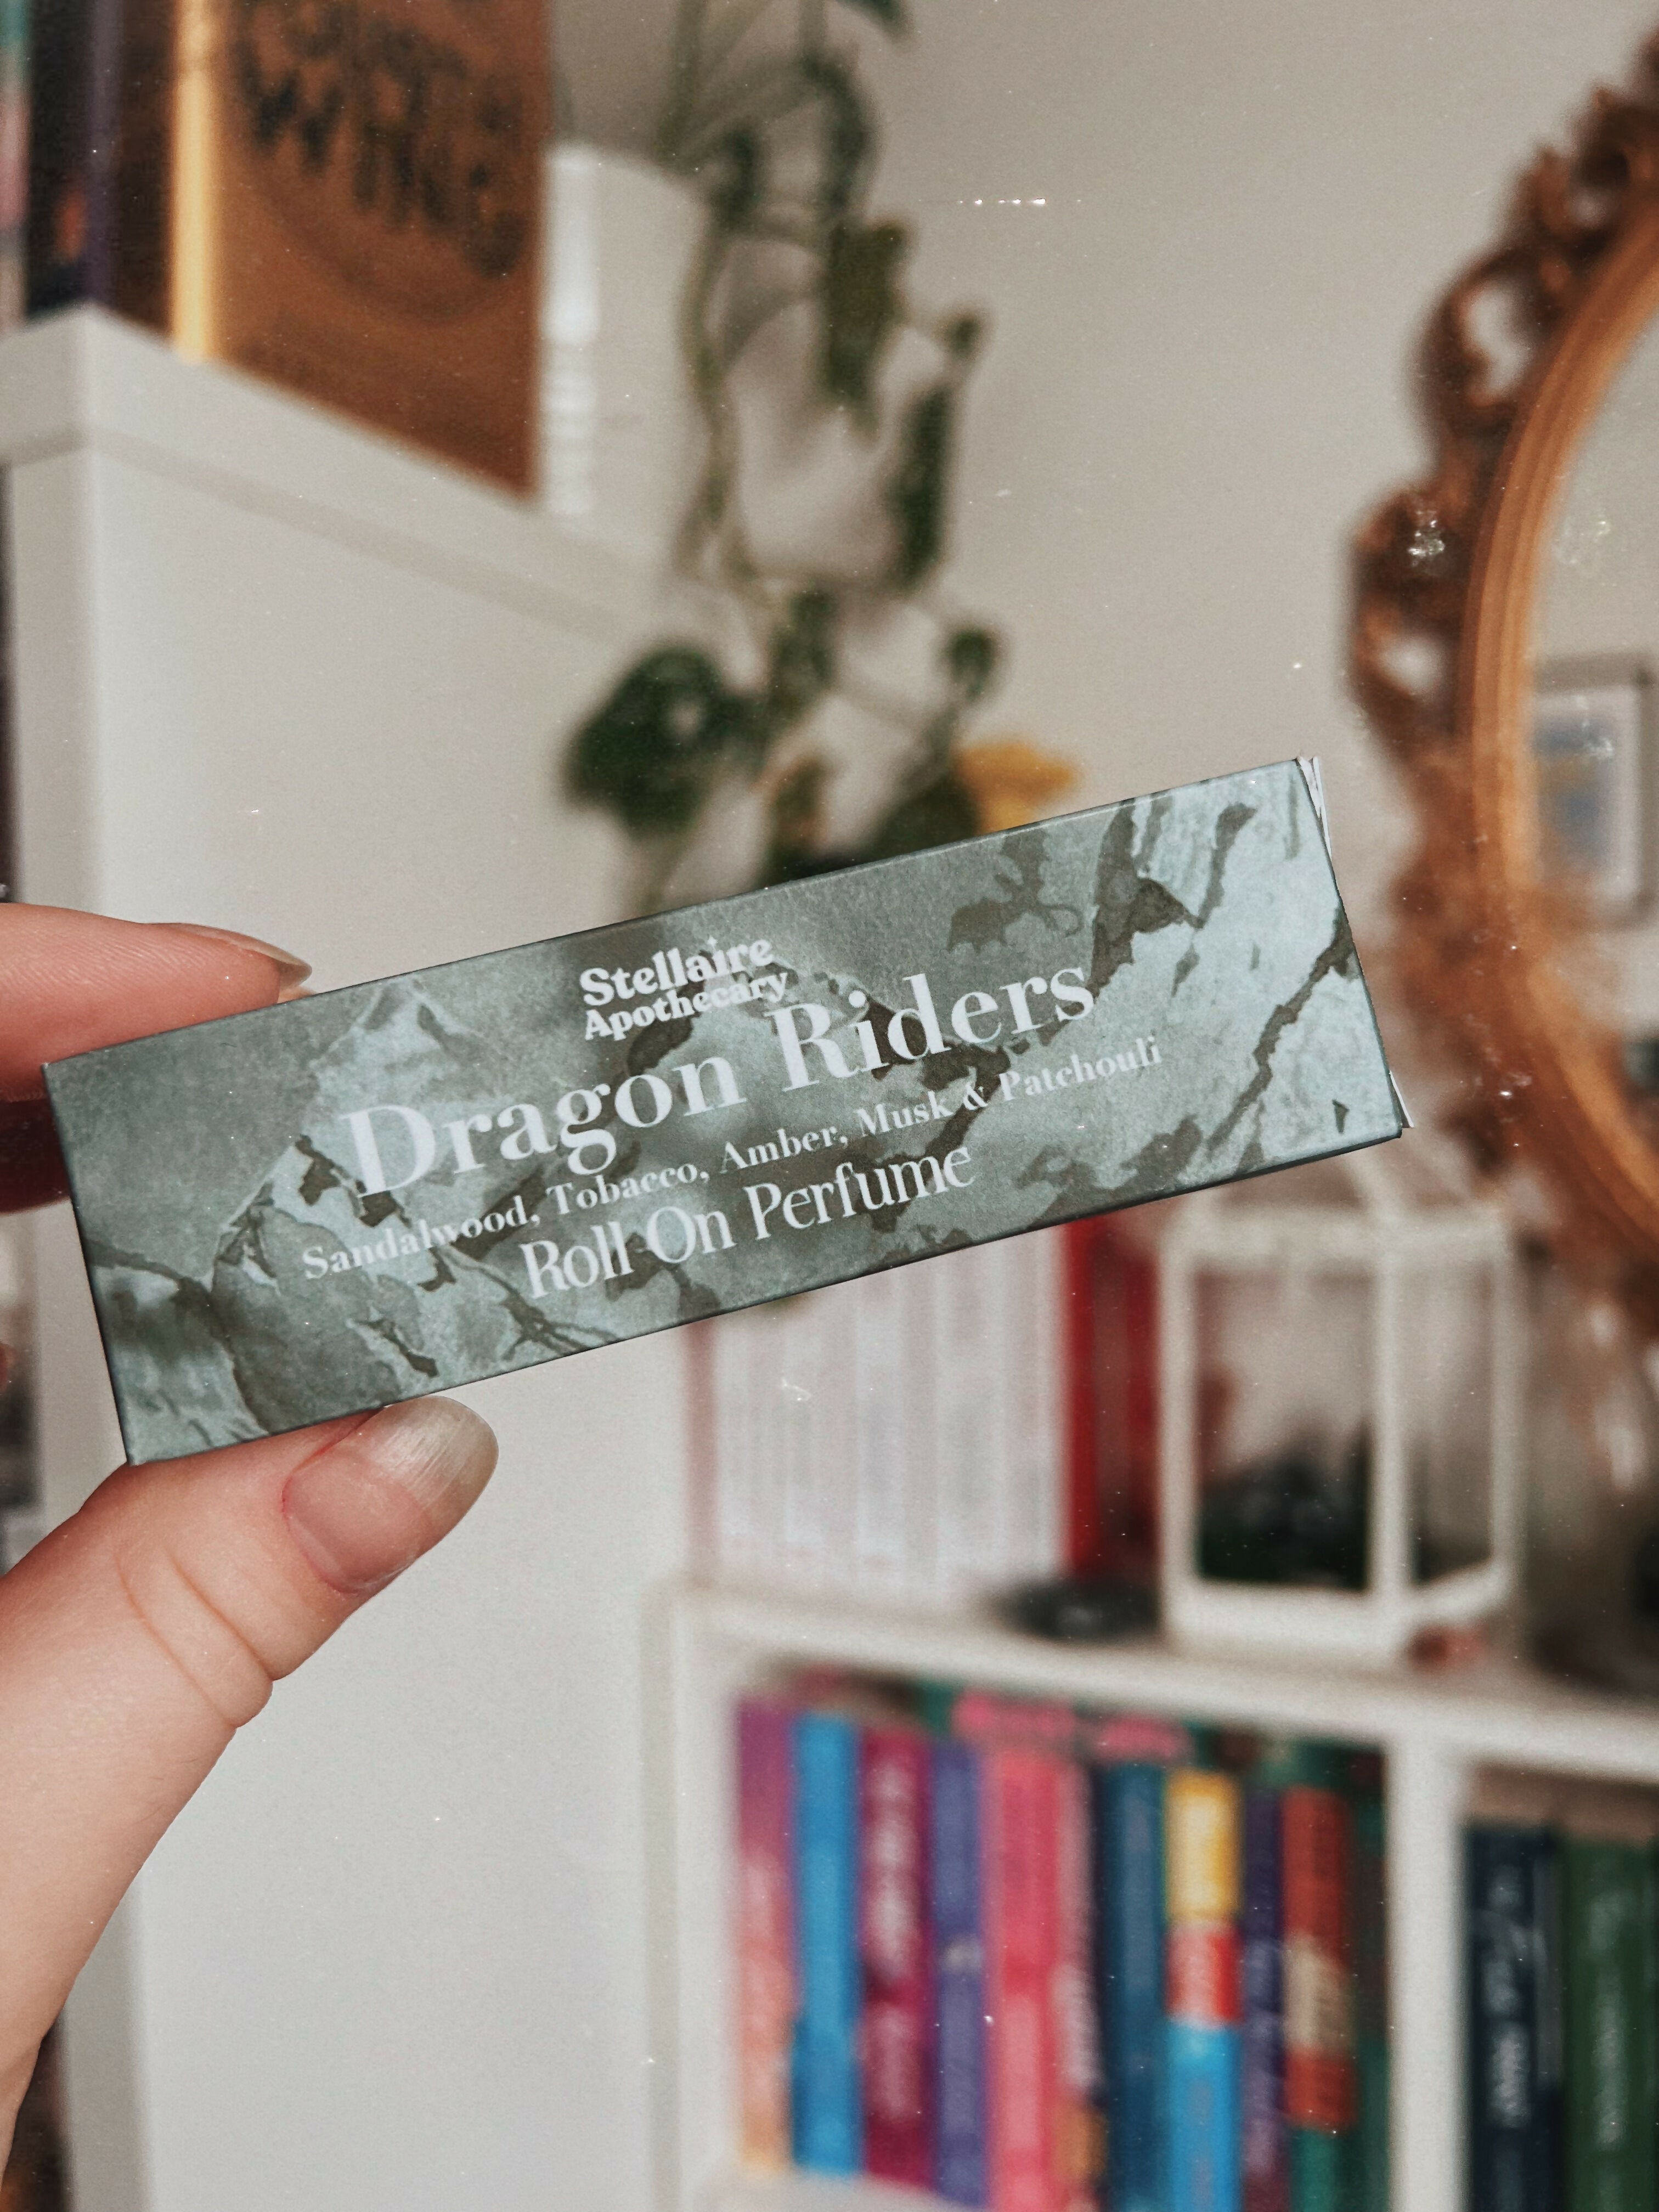 Stellaire
Apothecary
Dragon Riders
Sandalwood, Tobacco, Amber, Musk & Patchouli
Roll On Perfume